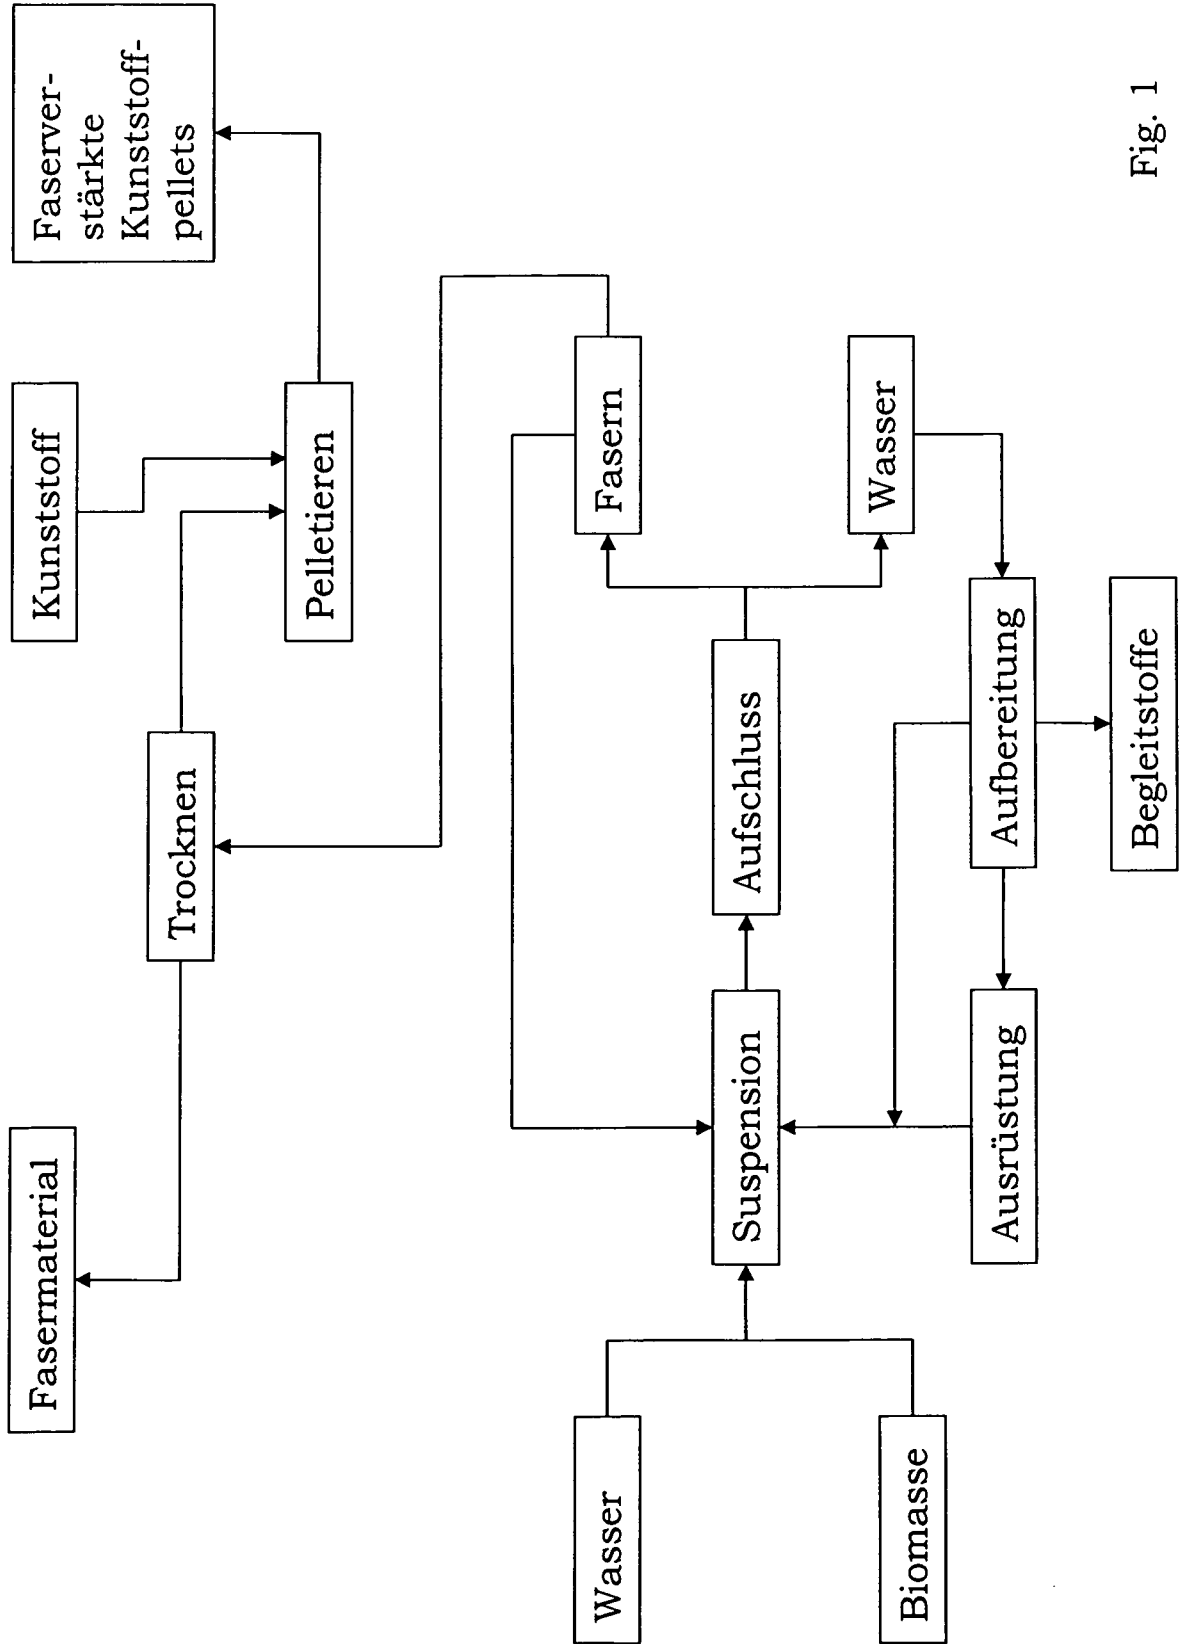 Fasermaterial
Trocknen
Kunststoff
Pelletieren
Faserver-
stärkte
Kunststoff-
pellets
Wasser
Biomasse
Suspension
Aufschluss
Fasern
Wasser
Ausrüstung
Aufbereitung
Begleitstoffe
Fig. 1